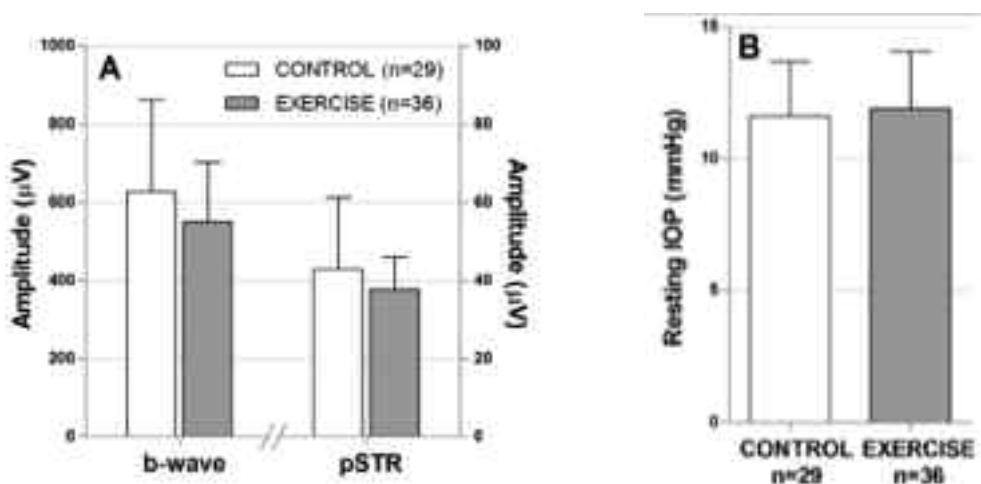 A
CONTROL (n=29)
EXERCISE (n=36)
1000
800
600
400
200
0
Amplitude (µV)
100
80
60
40
20
0
Amplitude (µV)
b-wave
pSTR
B
15
10
5
0
Resting IOP (mmHg)
CONTROL EXERCISE
n=29 n=36